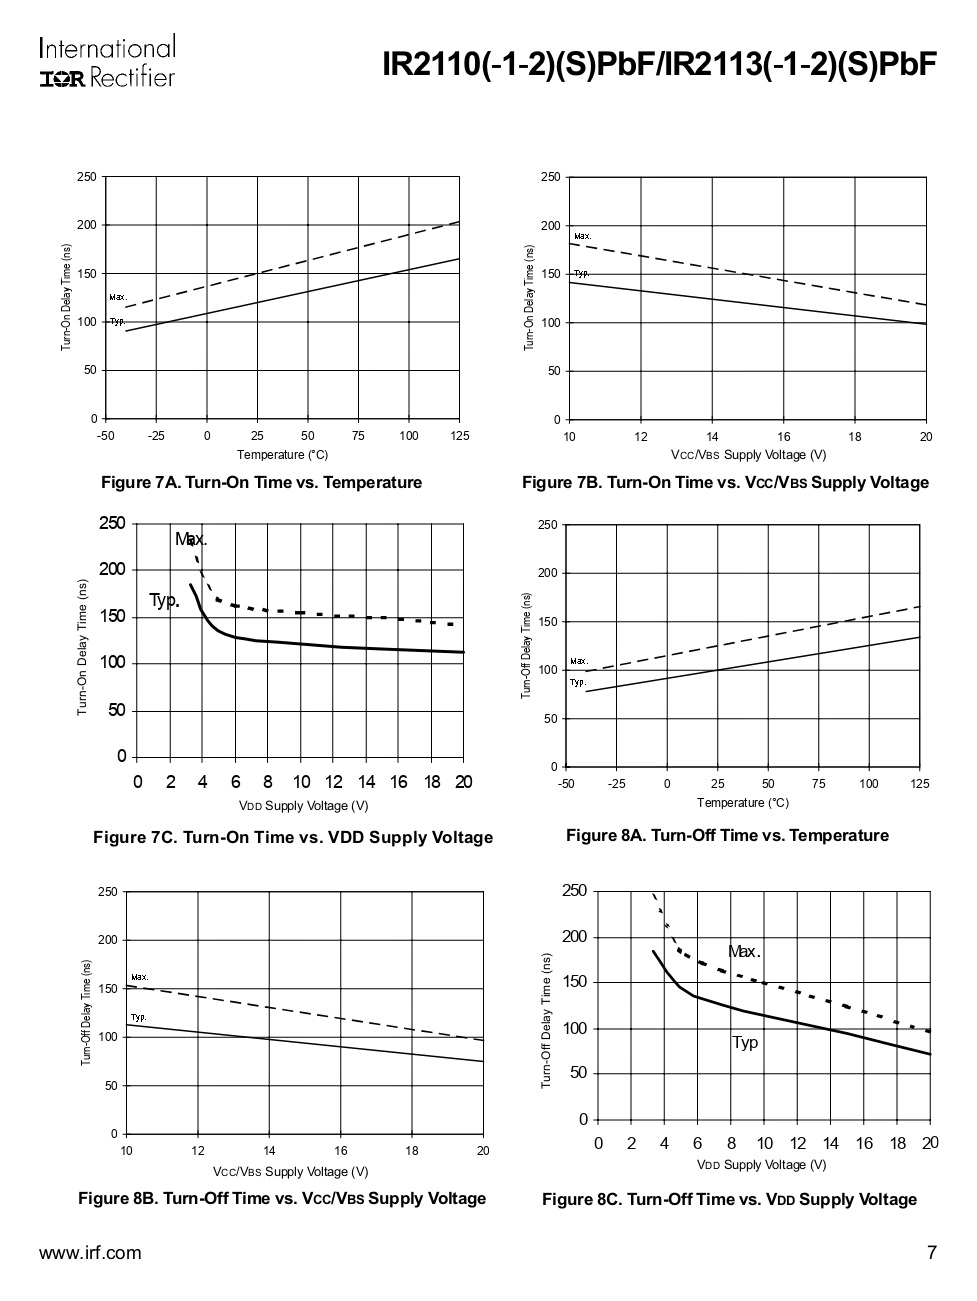 International
IOR Rectifier
IR2110(-1-2)(S)PbF/IR2113(-1-2)(S)PbF
250
200
150
100
50
0
Turn-On Delay Time (ns)
Max.
Typ.
-50 -25 0 25 50 75 100 125
Temperature (°C)
Figure 7A. Turn-On Time vs. Temperature
250
200
150
100
50
0
Turn-On Delay Time (ns)
Max.
Typ.
10 12 14 16 18 20
VCC/VBS Supply Voltage (V)
Figure 7B. Turn-On Time vs. VCC/VBS Supply Voltage
250
200
150
100
50
0
Turn-On Delay Time (ns)
Max.
Typ.
0 2 4 6 8 10 12 14 16 18 20
VDD Supply Voltage (V)
Figure 7C. Turn-On Time vs. VDD Supply Voltage
250
200
150
100
50
0
Turn-Off Delay Time (ns)
Max.
Typ.
-50 -25 0 25 50 75 100 125
Temperature (°C)
Figure 8A. Turn-Off Time vs. Temperature
250
200
150
100
50
0
Turn-Off Delay Time (ns)
Max.
Typ.
10 12 14 16 18 20
VCC/VBS Supply Voltage (V)
Figure 8B. Turn-Off Time vs. VCC/VBS Supply Voltage
250
200
150
100
50
0
Turn-Off Delay Time (ns)
Max.
Typ
0 2 4 6 8 10 12 14 16 18 20
VDD Supply Voltage (V)
Figure 8C. Turn-Off Time vs. VDD Supply Voltage
www.irf.com
7